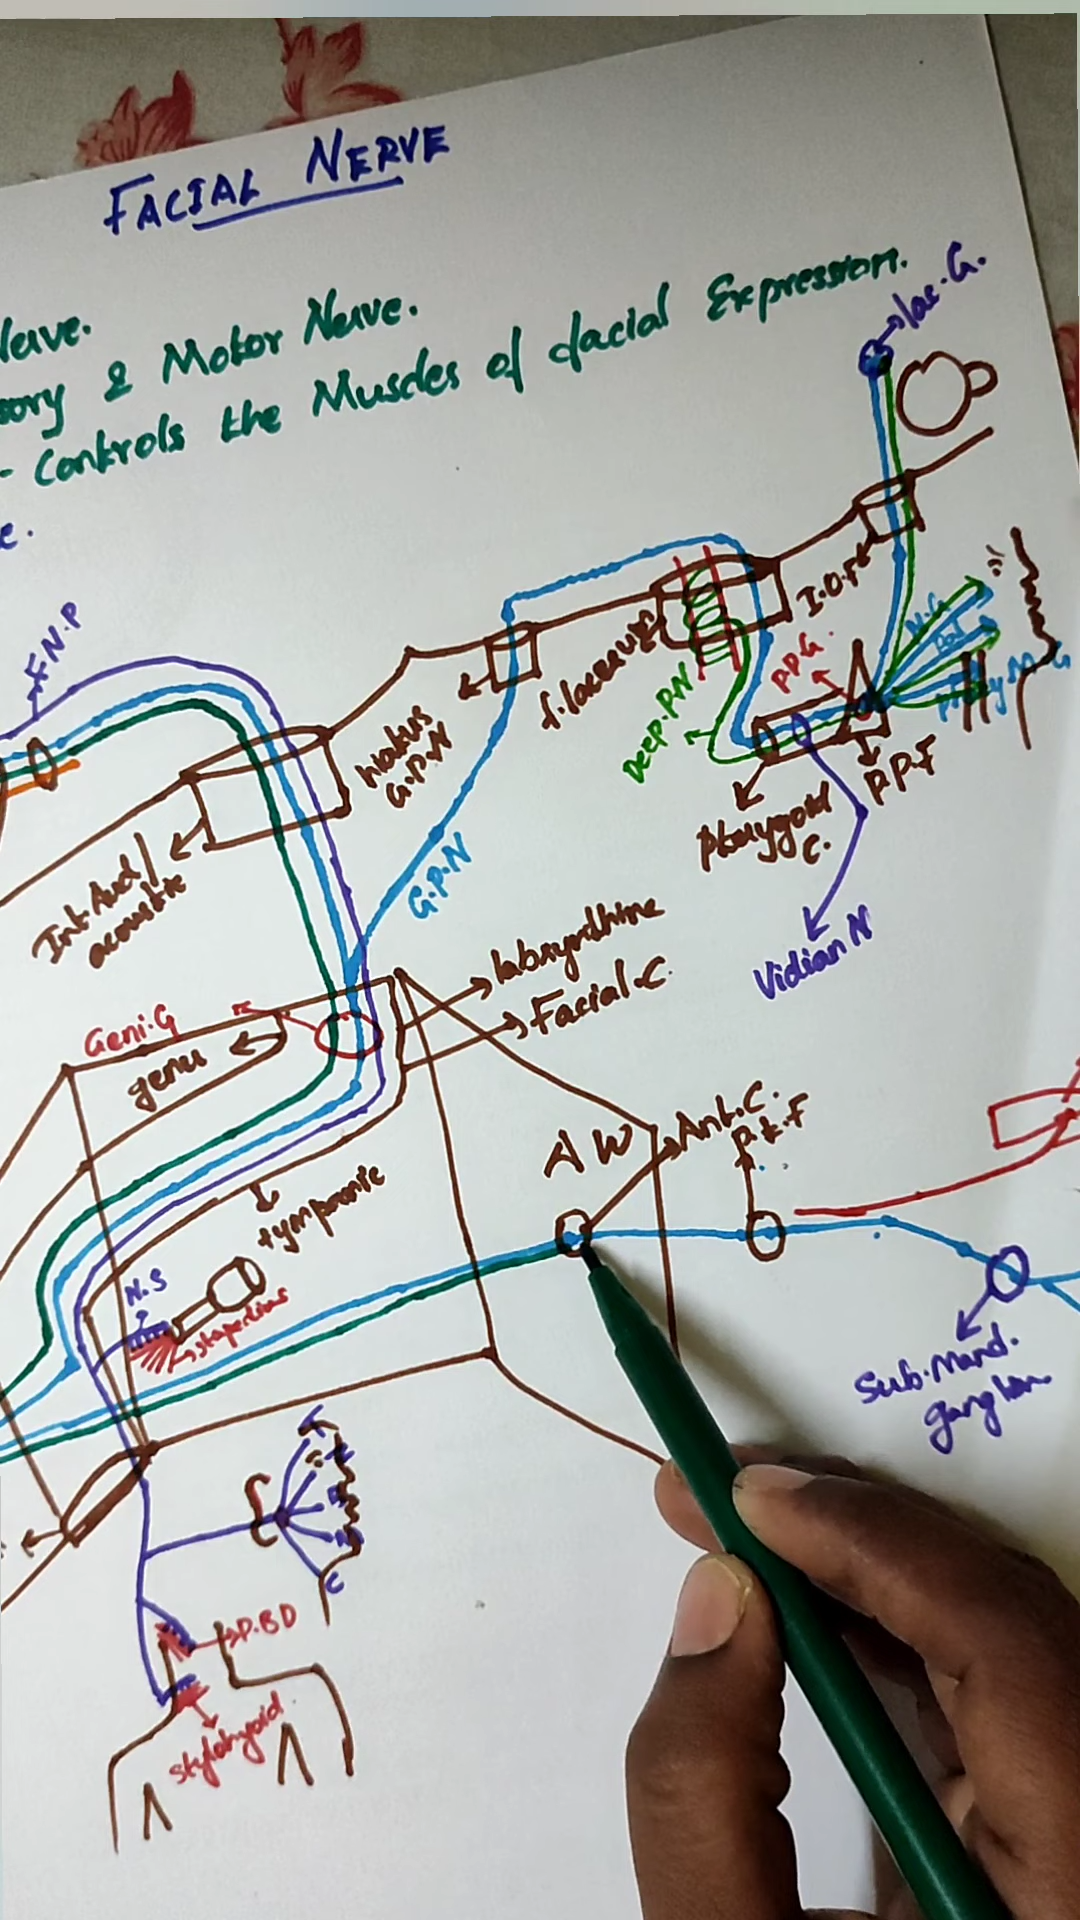 FACIAL NERVE
Nerve.
sory & Motor Nerve.
- Controls the Muscles of facial Expression.
e.
lac.G.
F.N.P
I.O.F
f.lacerum
P.P.G.
Deep.P.N
P.P.F
Pterygoid
C.
Vidian N
hiatus
G.P.N
Int.Aud/
acoustic
G.P.N
labsyrinthine
Facial.C.
Geni.G
genu
A W
Ant.C.
P.t.F
tympanic
N.S
stapedius
Sub.Mand.
ganglion
C
P.BD
stylohyoid